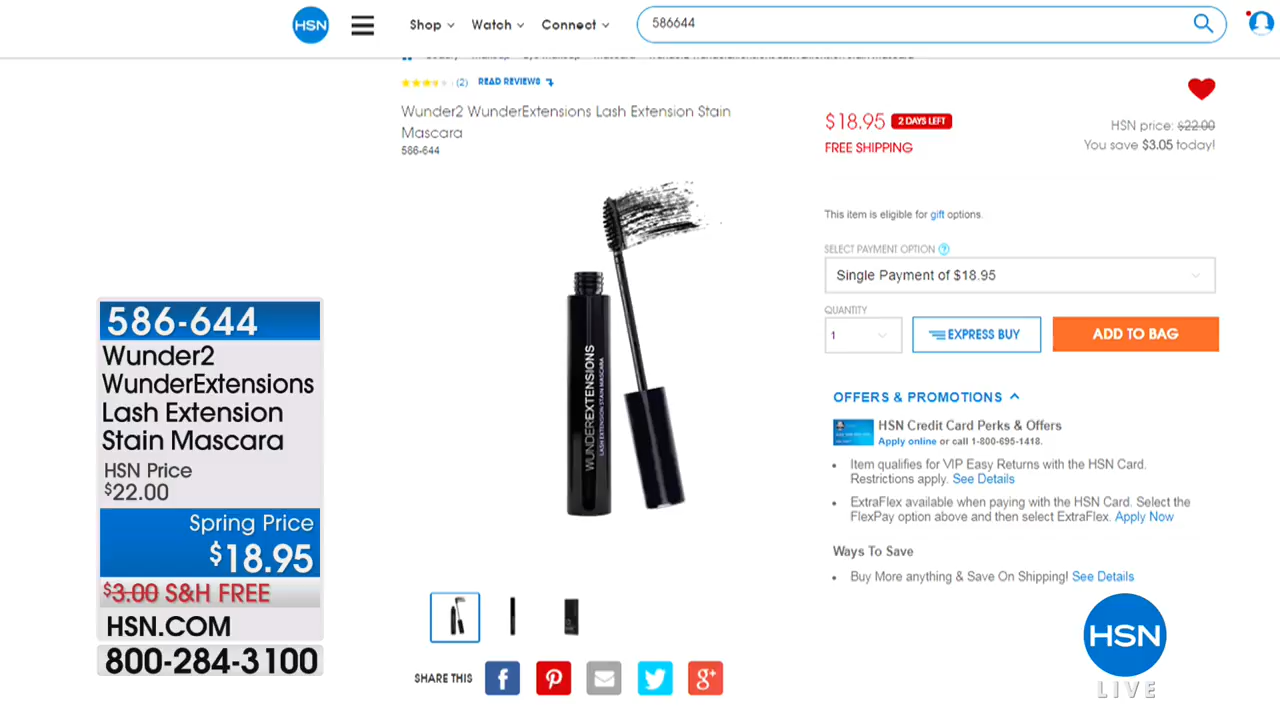 HSN
Shop
Watch
Connect
586644
(2) READ REVIEWS
Wunder2 WunderExtensions Lash Extension Stain
Mascara
586-644
$18.95 2 DAYS LEFT
FREE SHIPPING
HSN price: $22.00
You save $3.05 today!
This item is eligible for gift options.
SELECT PAYMENT OPTION ?
Single Payment of $18.95
QUANTITY
1
EXPRESS BUY
ADD TO BAG
OFFERS & PROMOTIONS
HSN Credit Card Perks & Offers
Apply online or call 1-800-695-1418.
Item qualifies for VIP Easy Returns with the HSN Card.
Restrictions apply. See Details
ExtraFlex available when paying with the HSN Card. Select the
FlexPay option above and then select ExtraFlex. Apply Now
Ways To Save
Buy More anything & Save On Shipping! See Details
WUNDEREXTENSIONS
LASH EXTENSION STAIN MASCARA
586-644
Wunder2
WunderExtensions
Lash Extension
Stain Mascara
HSN Price
$22.00
Spring Price
$18.95
$3.00 S&H FREE
HSN.COM
800-284-3100
SHARE THIS
HSN
LIVE